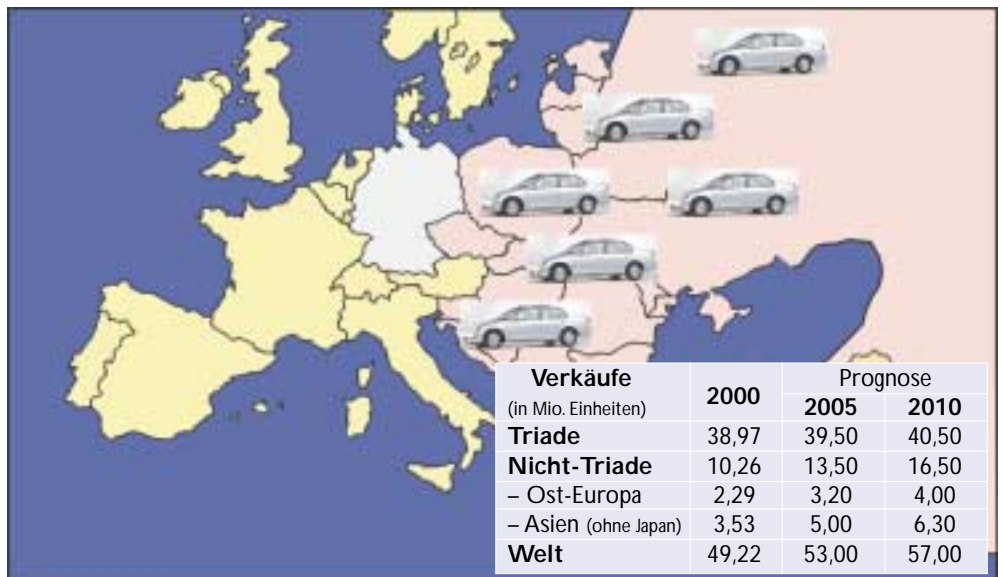 Verkäufe 2000 Prognose
(in Mio. Einheiten) 2005 2010
Triade 38,97 39,50 40,50
Nicht-Triade 10,26 13,50 16,50
– Ost-Europa 2,29 3,20 4,00
– Asien (ohne Japan) 3,53 5,00 6,30
Welt 49,22 53,00 57,00